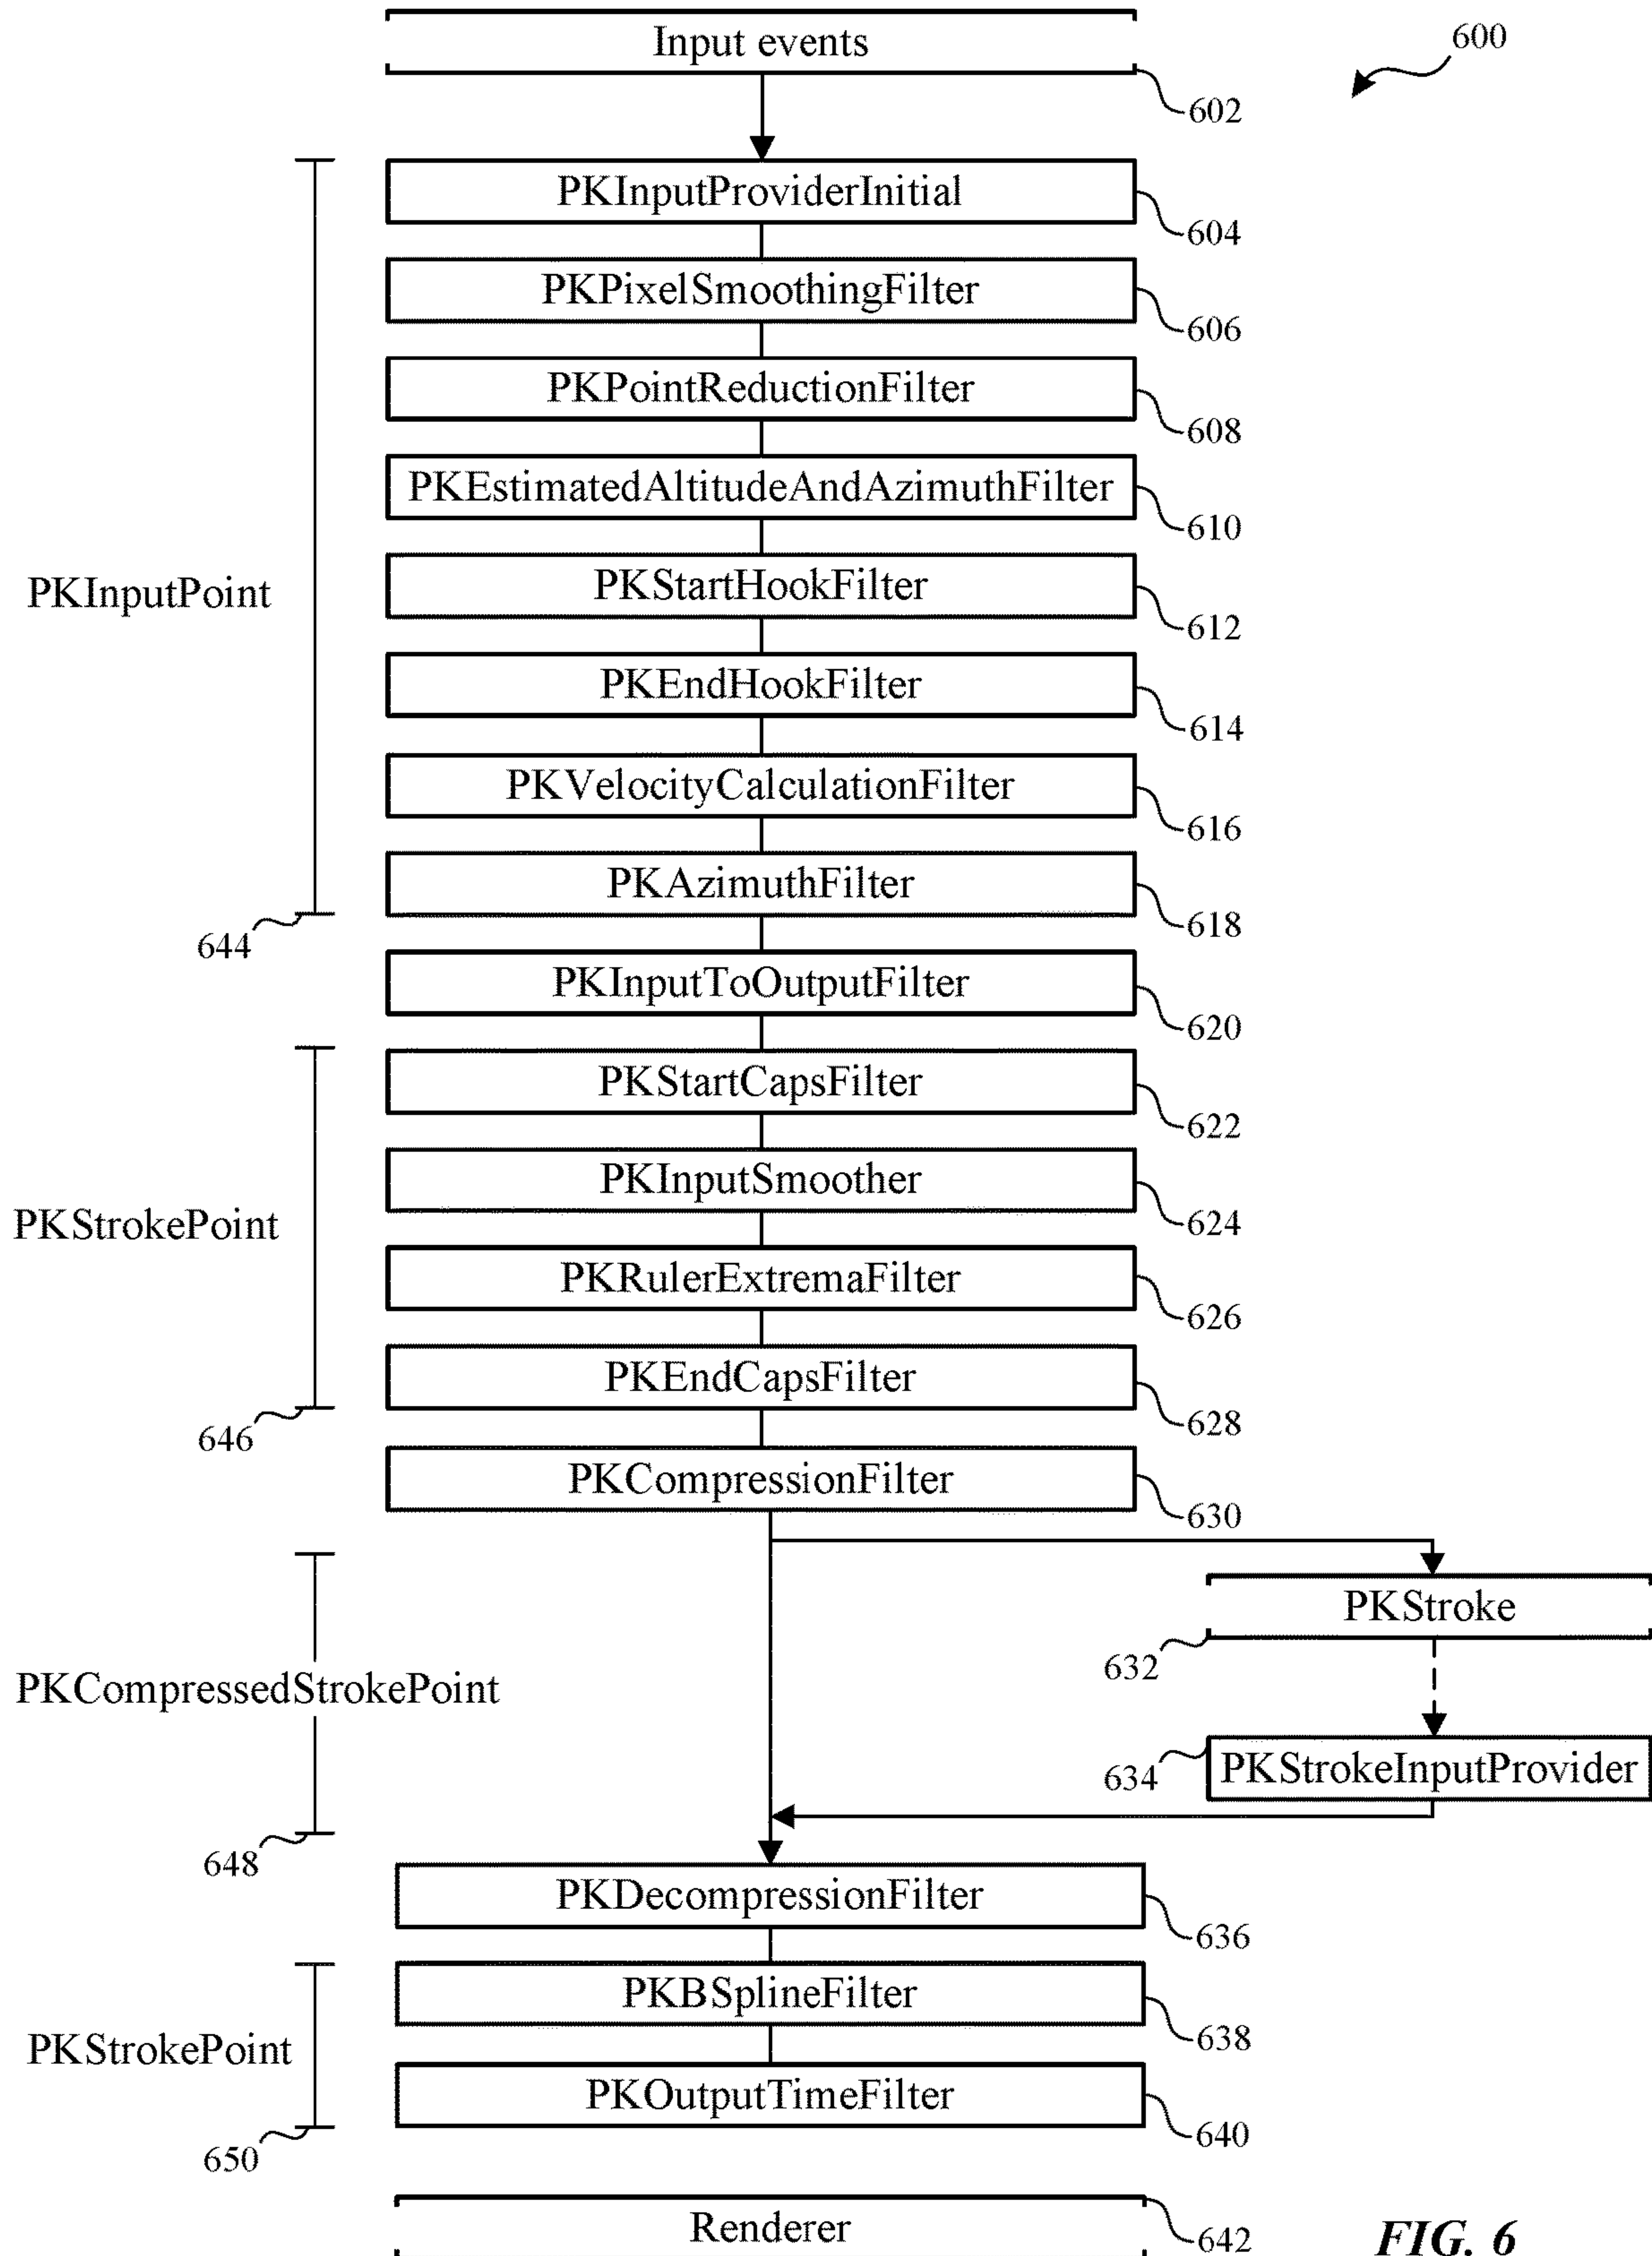 Input events
600
602
PKInputProviderInitial
604
PKPixelSmoothingFilter
606
PKPointReductionFilter
608
PKEstimatedAltitudeAndAzimuthFilter
610
PKInputPoint
PKStartHookFilter
612
PKEndHookFilter
614
PKVelocityCalculationFilter
616
PKAzimuthFilter
618
644
PKInputToOutputFilter
620
PKStartCapsFilter
622
PKInputSmoother
624
PKStrokePoint
PKRulerExtremaFilter
626
PKEndCapsFilter
628
646
PKCompressionFilter
630
PKStroke
632
PKCompressedStrokePoint
634
PKStrokeInputProvider
648
PKDecompressionFilter
636
PKBSplineFilter
638
PKStrokePoint
PKOutputTimeFilter
640
650
Renderer
642
FIG. 6